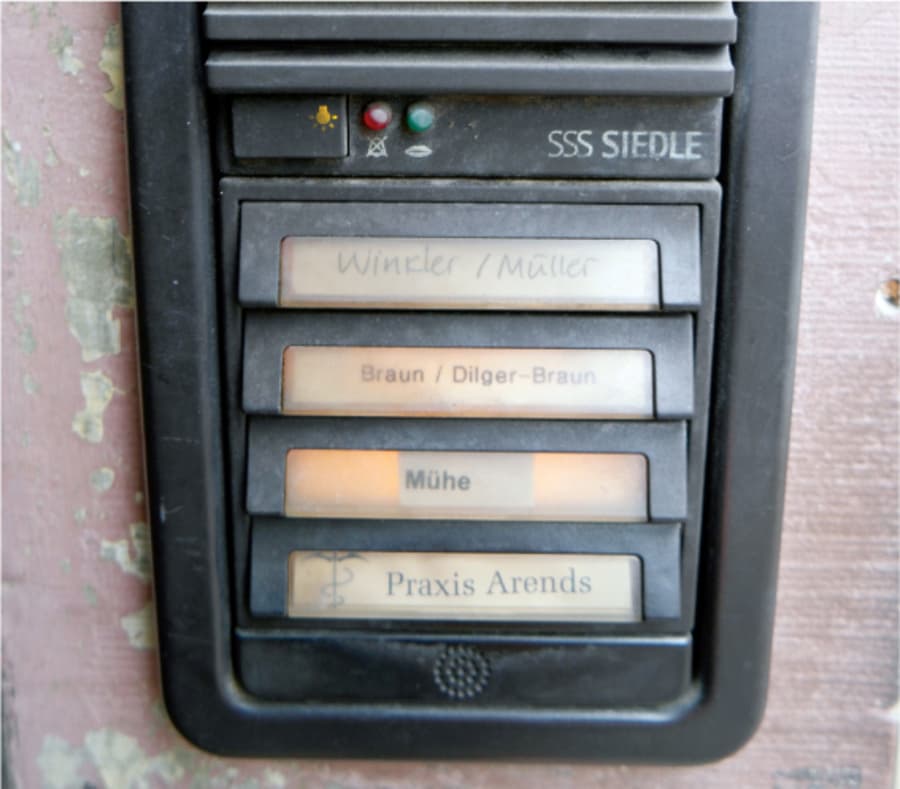 SSS SIEDLE
Winkler / Müller
Braun / Dilger-Braun
Mühe
Praxis Arends